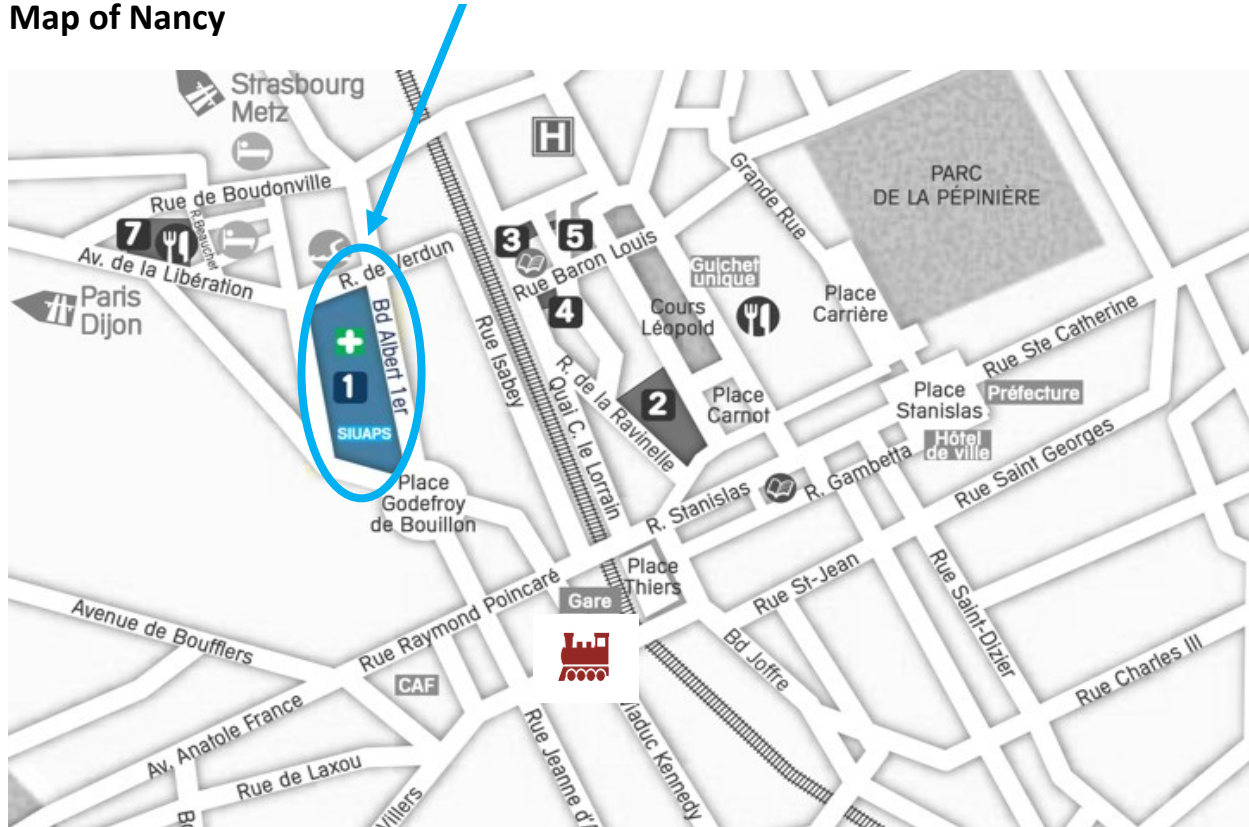 Map of Nancy
Strasbourg
Metz
H
Rue de Boudonville
R. Beauchet
7
Av. de la Libération
Paris
Dijon
R. de Verdun
Bd Albert 1er
1
SIUAPS
Place
Godefroy
de Bouillon
Rue Isabey
Quai C. le Lorrain
3
5
4
Rue Baron Louis
Cours
Léopold
Guichet
unique
Grande Rue
PARC
DE LA PÉPINIÈRE
Place
Carrière
R. de la Ravinelle
2
Place
Carnot
Place
Stanislas
Préfecture
Hôtel
de ville
Rue Ste Catherine
Rue Saint Georges
R. Stanislas
R. Gambetta
Place
Thiers
Gare
Rue St-Jean
Rue Saint-Dizier
Rue Charles III
Bd Joffre
Rue Raymond Poincaré
Avenue de Boufflers
CAF
Av. Anatole France
Rue de Laxou
Villers
Rue Jeanne d'A
Viaduc Kennedy
Bo